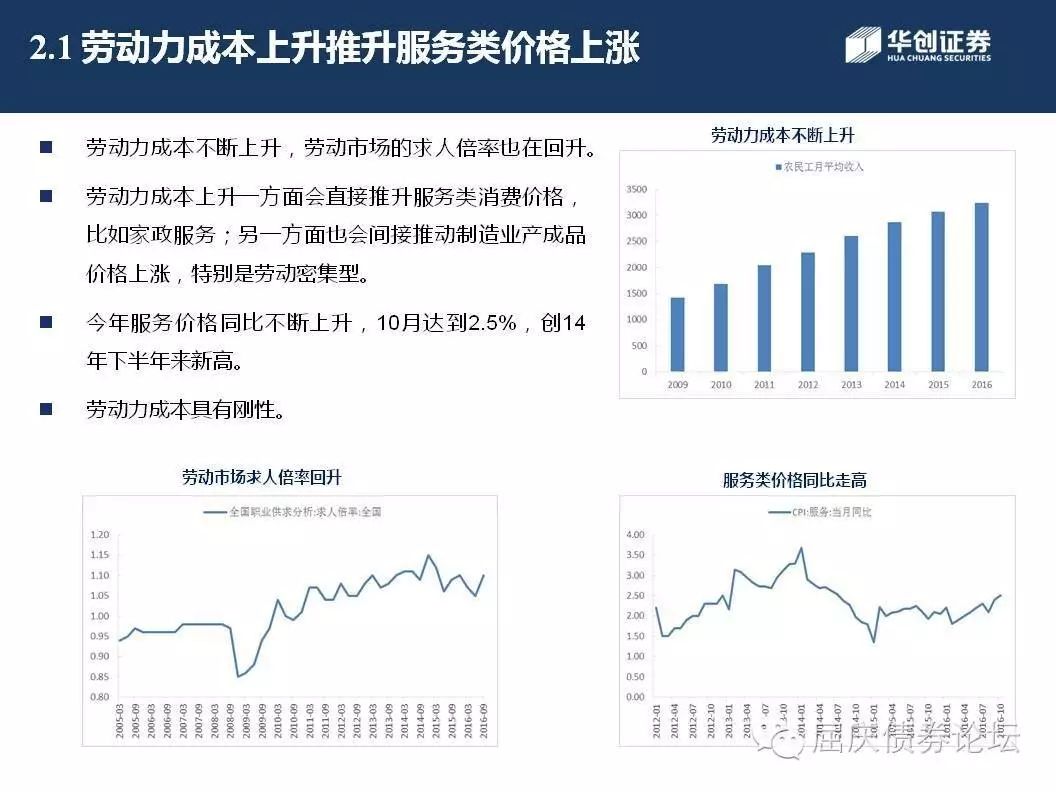 2.1 劳动力成本上升推升服务类价格上涨
华创证券
HUA CHUANG SECURITIES
■ 劳动力成本不断上升，劳动市场的求人倍率也在回升。
■ 劳动力成本上升一方面会直接推升服务类消费价格，
比如家政服务；另一方面也会间接推动制造业产成品
价格上涨，特别是劳动密集型。
■ 今年服务价格同比不断上升，10月达到2.5%，创14
年下半年来新高。
■ 劳动力成本具有刚性。
劳动力成本不断上升
农民工月平均收入
3500
3000
2500
2000
1500
1000
500
0
2009 2010 2011 2012 2013 2014 2015 2016
劳动市场求人倍率回升
全国职业供求分析:求人倍率:全国
1.20
1.15
1.10
1.05
1.00
0.95
0.90
0.85
0.80
2005-03 2005-09 2006-03 2006-09 2007-03 2007-09 2008-03 2008-09 2009-03 2009-09 2010-03 2010-09 2011-03 2011-09 2012-03 2012-09 2013-03 2013-09 2014-03 2014-09 2015-03 2015-09 2016-03 2016-09
服务类价格同比走高
CPI:服务:当月同比
4.00
3.50
3.00
2.50
2.00
1.50
1.00
0.50
0.00
2012-01 2012-04 2012-07 2012-10 2013-01 2013-04 -07 -10 2014-01 2014-04 2014-07 2014-10 2015-01 2015-04 2015-07 2015-10 2016-01 2016-04 2016-07 2016-10
屈庆债券论坛